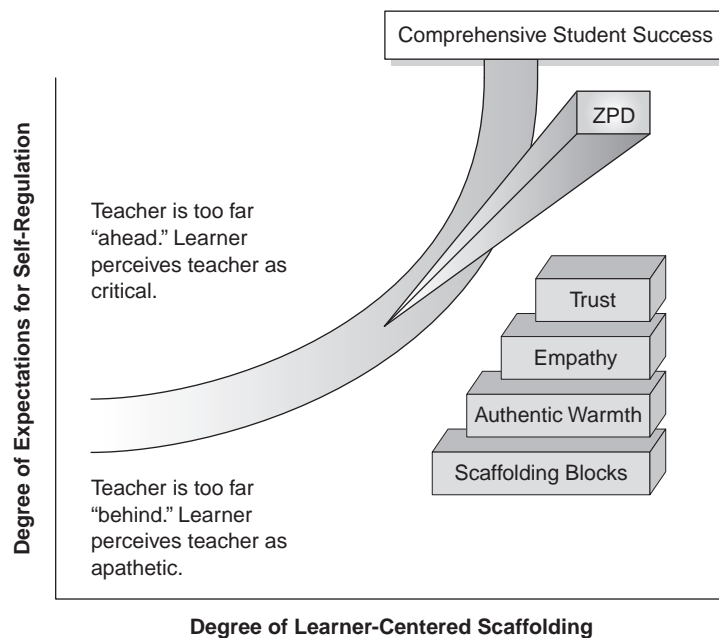 Comprehensive Student Success
ZPD
Degree of Expectations for Self-Regulation
Teacher is too far
“ahead.” Learner
perceives teacher as
critical.
Trust
Empathy
Authentic Warmth
Scaffolding Blocks
Teacher is too far
“behind.” Learner
perceives teacher as
apathetic.
Degree of Learner-Centered Scaffolding